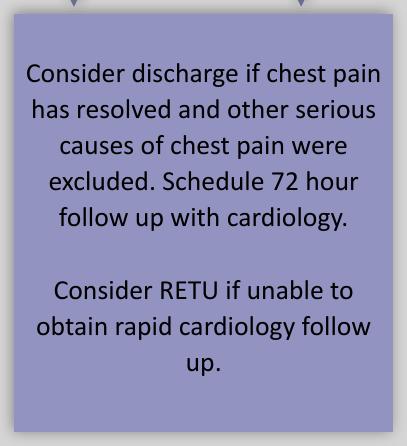 Consider discharge if chest pain
has resolved and other serious
causes of chest pain were
excluded. Schedule 72 hour
follow up with cardiology.
Consider RETU if unable to
obtain rapid cardiology follow
up.